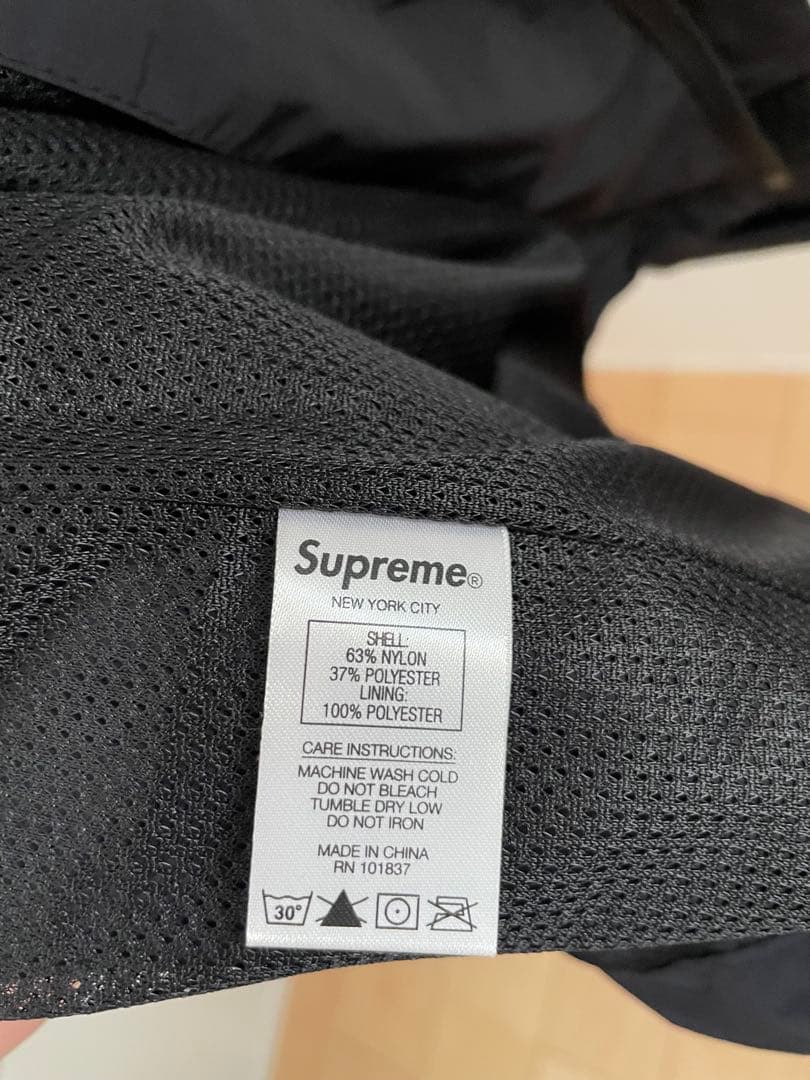 Supreme®
NEW YORK CITY
SHELL:
63% NYLON
37% POLYESTER
LINING:
100% POLYESTER
CARE INSTRUCTIONS:
MACHINE WASH COLD
DO NOT BLEACH
TUMBLE DRY LOW
DO NOT IRON
MADE IN CHINA
RN 101837
30°